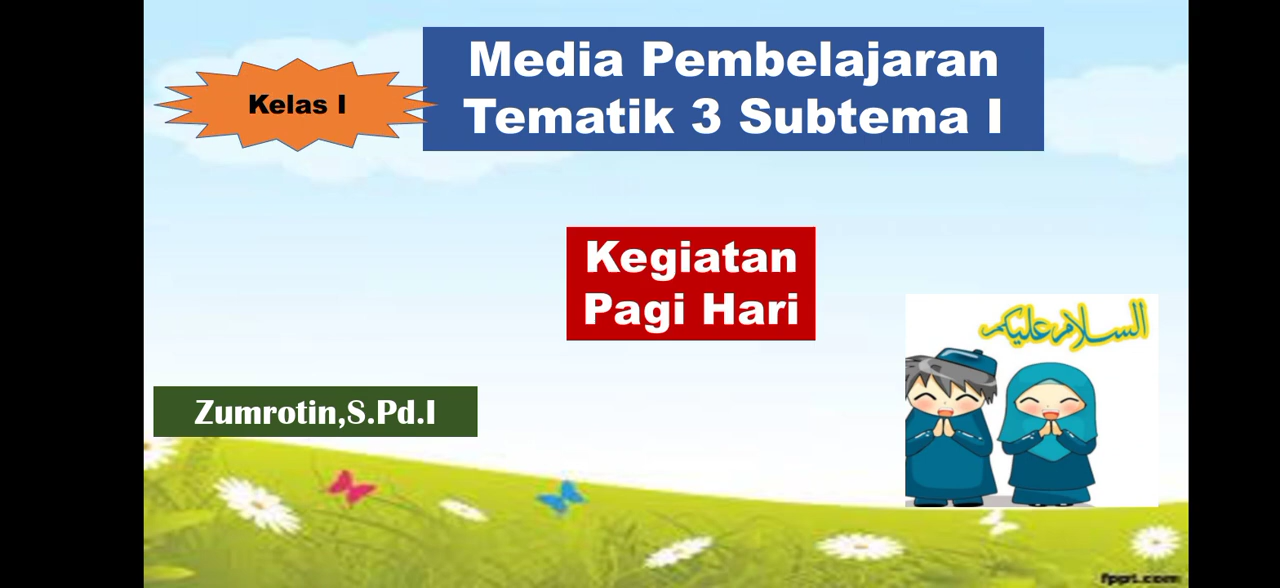 Kelas I
Media Pembelajaran
Tematik 3 Subtema I
Kegiatan
Pagi Hari
السلام عليكم
Zumrotin,S.Pd.I
fppt.com